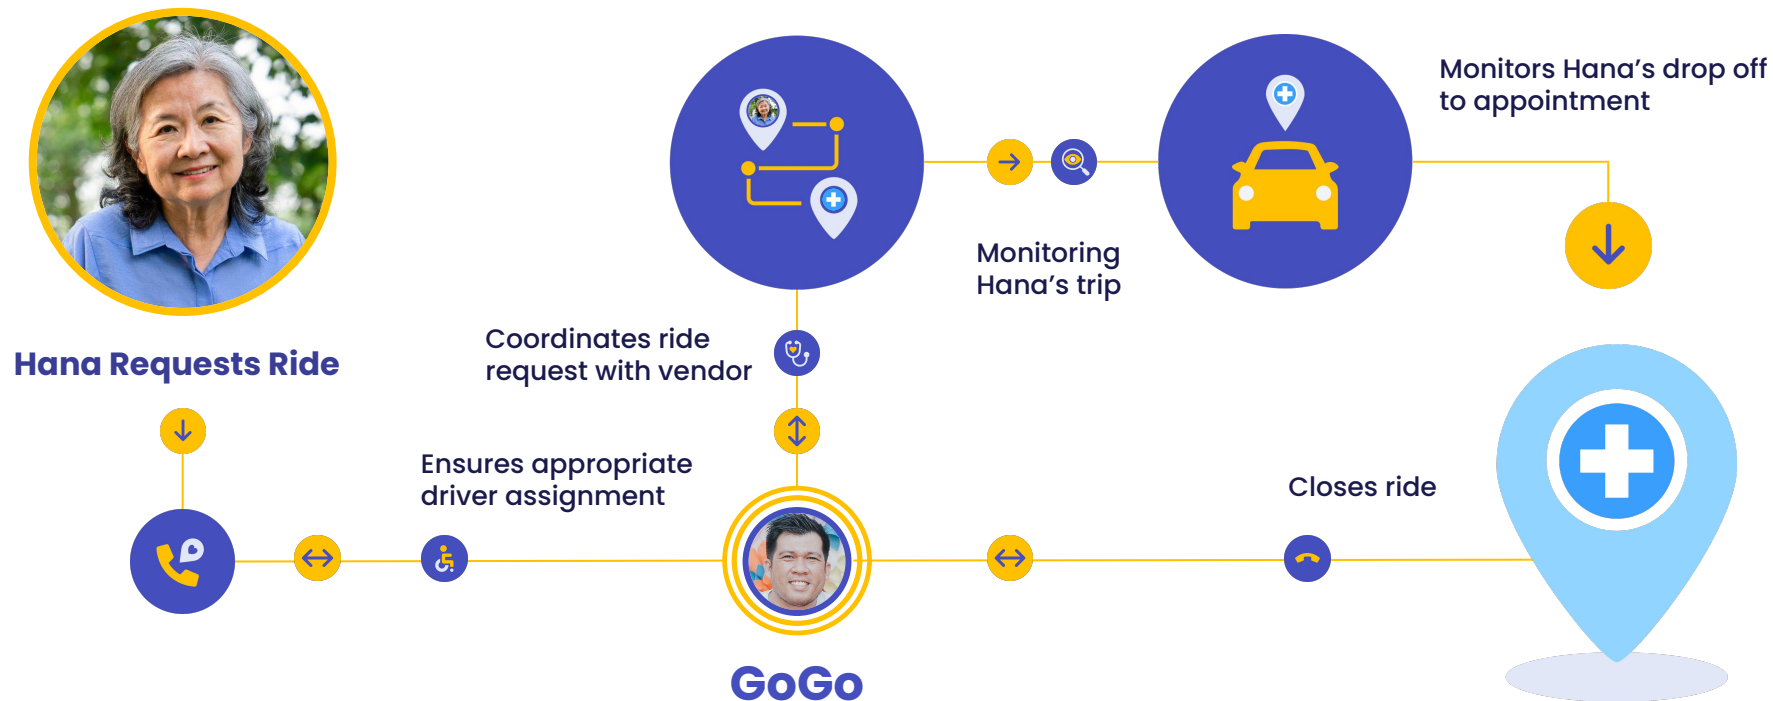 Hana Requests Ride
Ensures appropriate
driver assignment
GoGo
Coordinates ride
request with vendor
Monitoring
Hana’s trip
Monitors Hana’s drop off
to appointment
Closes ride